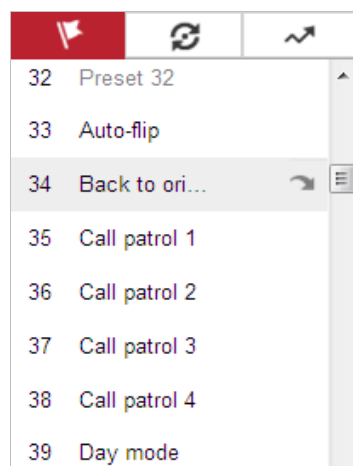 32 Preset 32
33 Auto-flip
34 Back to ori...
35 Call patrol 1
36 Call patrol 2
37 Call patrol 3
38 Call patrol 4
39 Day mode